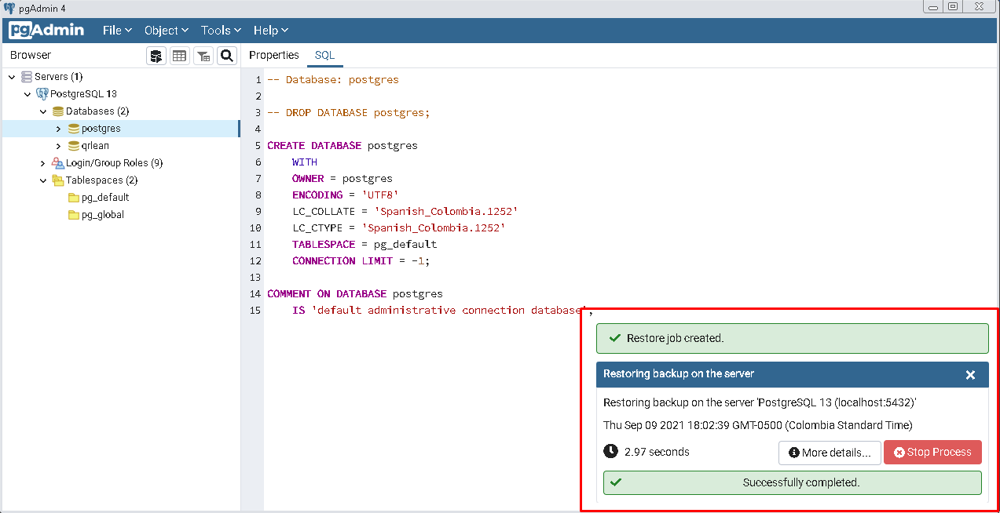 pgAdmin 4
pgAdmin File Object Tools Help
Browser Properties SQL
Servers (1)
PostgreSQL 13
Databases (2)
postgres
qrlean
Login/Group Roles (9)
Tablespaces (2)
pg_default
pg_global
1 -- Database: postgres
2
3 -- DROP DATABASE postgres;
4
5 CREATE DATABASE postgres
6 WITH
7 OWNER = postgres
8 ENCODING = 'UTF8'
9 LC_COLLATE = 'Spanish_Colombia.1252'
10 LC_CTYPE = 'Spanish_Colombia.1252'
11 TABLESPACE = pg_default
12 CONNECTION LIMIT = -1;
13
14 COMMENT ON DATABASE postgres
15 IS 'default administrative connection database';
Restore job created.
Restoring backup on the server
Restoring backup on the server 'PostgreSQL 13 (localhost:5432)'
Thu Sep 09 2021 18:02:39 GMT-0500 (Colombia Standard Time)
2.97 seconds More details... Stop Process
Successfully completed.